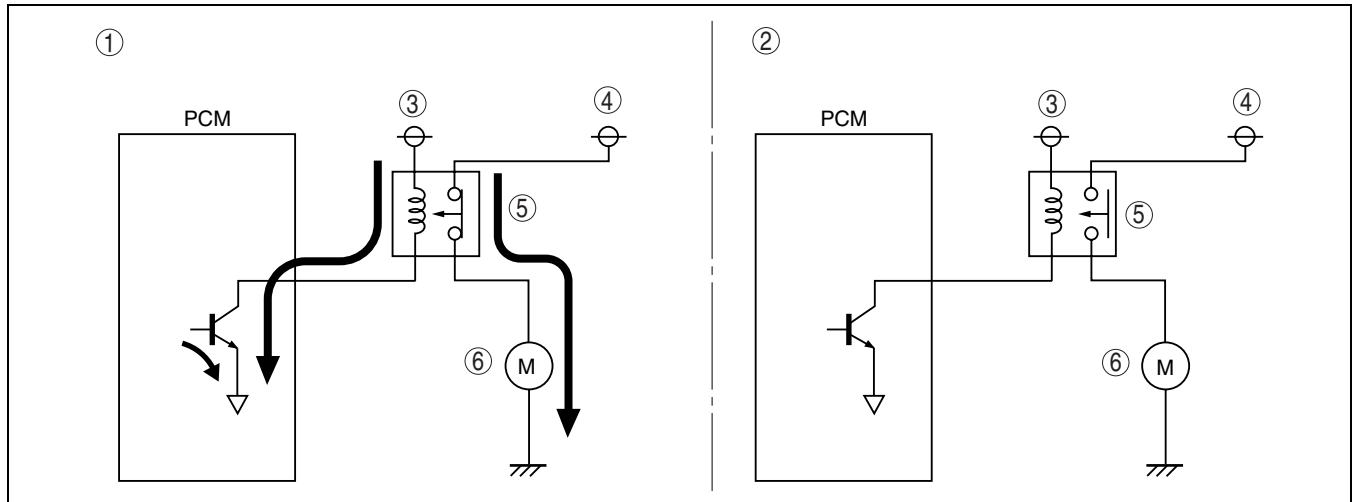 ① ②
③ ④ ③ ④
PCM PCM
⑤ ⑤
⑥ M ⑥ M